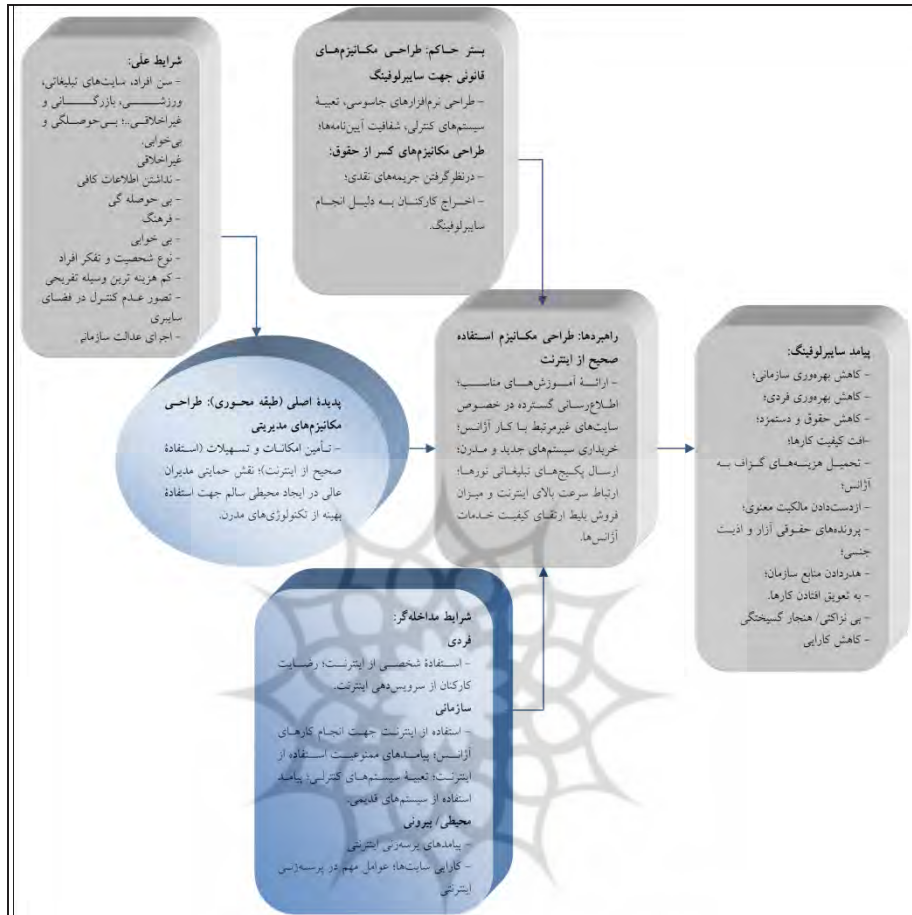 شرایط علّی:
- سن افراد، سایت‌های تبلیغاتی،
ورزشی، بازرگانی و
غیراخلاقی..؛ بی‌حوصلگی و
بی‌خوابی.
غیراخلاقی
- نداشتن اطلاعات کافی
- بی حوصله گی
- فرهنگ
- بی خوابی
- نوع شخصیت و تفکر افراد
- کم هزینه ترین وسیله تفریحی
- تصور عدم کنترل در فضای
سایبری
- اجرای عدالت سازمانی
بستر حاکم: طراحی مکانیزم‌های
قانونی جهت سایبرلوفینگ
- طراحی نرم‌افزارهای جاسوسی، تعبیۀ
سیستم‌های کنترلی، شفافیت آیین‌نامه‌ها؛
طراحی مکانیزم‌های کسر از حقوق:
- درنظرگرفتن جریمه‌های نقدی؛
- اخراج کارکنان به دلیل انجام
سایبرلوفینگ.
پدیدۀ اصلی (طبقه محوری): طراحی
مکانیزم‌های مدیریتی
- تأمین امکانات و تسهیلات (استفادۀ
صحیح از اینترنت)؛ نقش حمایتی مدیران
عالی در ایجاد محیطی سالم جهت استفادۀ
بهینه از تکنولوژی‌های مدرن.
راهبردها: طراحی مکانیزم استفاده
صحیح از اینترنت
- ارائۀ آموزش‌های مناسب؛
اطلاع‌رسانی گسترده در خصوص
سایت‌های غیرمرتبط با کار آژانس؛
خریداری سیستم‌های جدید و مدرن؛
ارسال پکیج‌های تبلیغاتی تورها؛
ارتباط سرعت بالای اینترنت و میزان
فروش بلیط ارتقای کیفیت خدمات
آژانس‌ها.
پیامد سایبرلوفینگ:
- کاهش بهره‌وری سازمانی؛
- کاهش بهره‌وری فردی؛
- کاهش حقوق و دستمزد؛
-افت کیفیت کارها؛
- تحمیل هزینه‌های گزاف به
آژانس؛
- ازدست‌دادن مالکیت معنوی؛
- پرونده‌های حقوقی آزار و اذیت
جنسی؛
- هدردادن منابع سازمان؛
- به تعویق افتادن کارها.
- بی نزاکتی/ هنجار گسیختگی
- کاهش کارایی
شرایط مداخله‌گر:
فردی
- استفادۀ شخصی از اینترنت؛ رضایت
کارکنان از سرویس‌دهی اینترنت.
سازمانی
- استفاده از اینترنت جهت انجام کارهای
آژانس؛ پیامدهای ممنوعیت استفاده از
اینترنت؛ تعبیۀ سیستم‌های کنترلی؛ پیامد
استفاده از سیستم‌های قدیمی.
محیطی/ بیرونی
- پیامدهای پرسه‌زنی اینترنتی
- کارایی سایت‌ها؛ عوامل مهم در پرسه‌زنی
اینترنتی